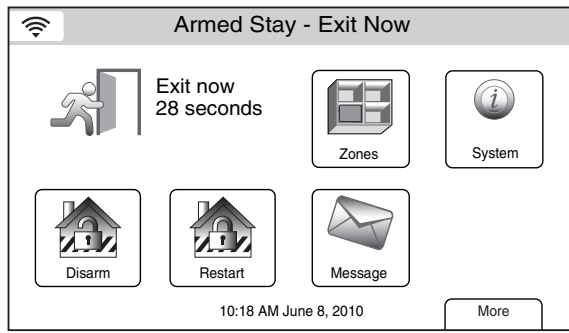 Armed Stay - Exit Now
Exit now
28 seconds
Zones
System
Disarm
Restart
Message
10:18 AM June 8, 2010
More